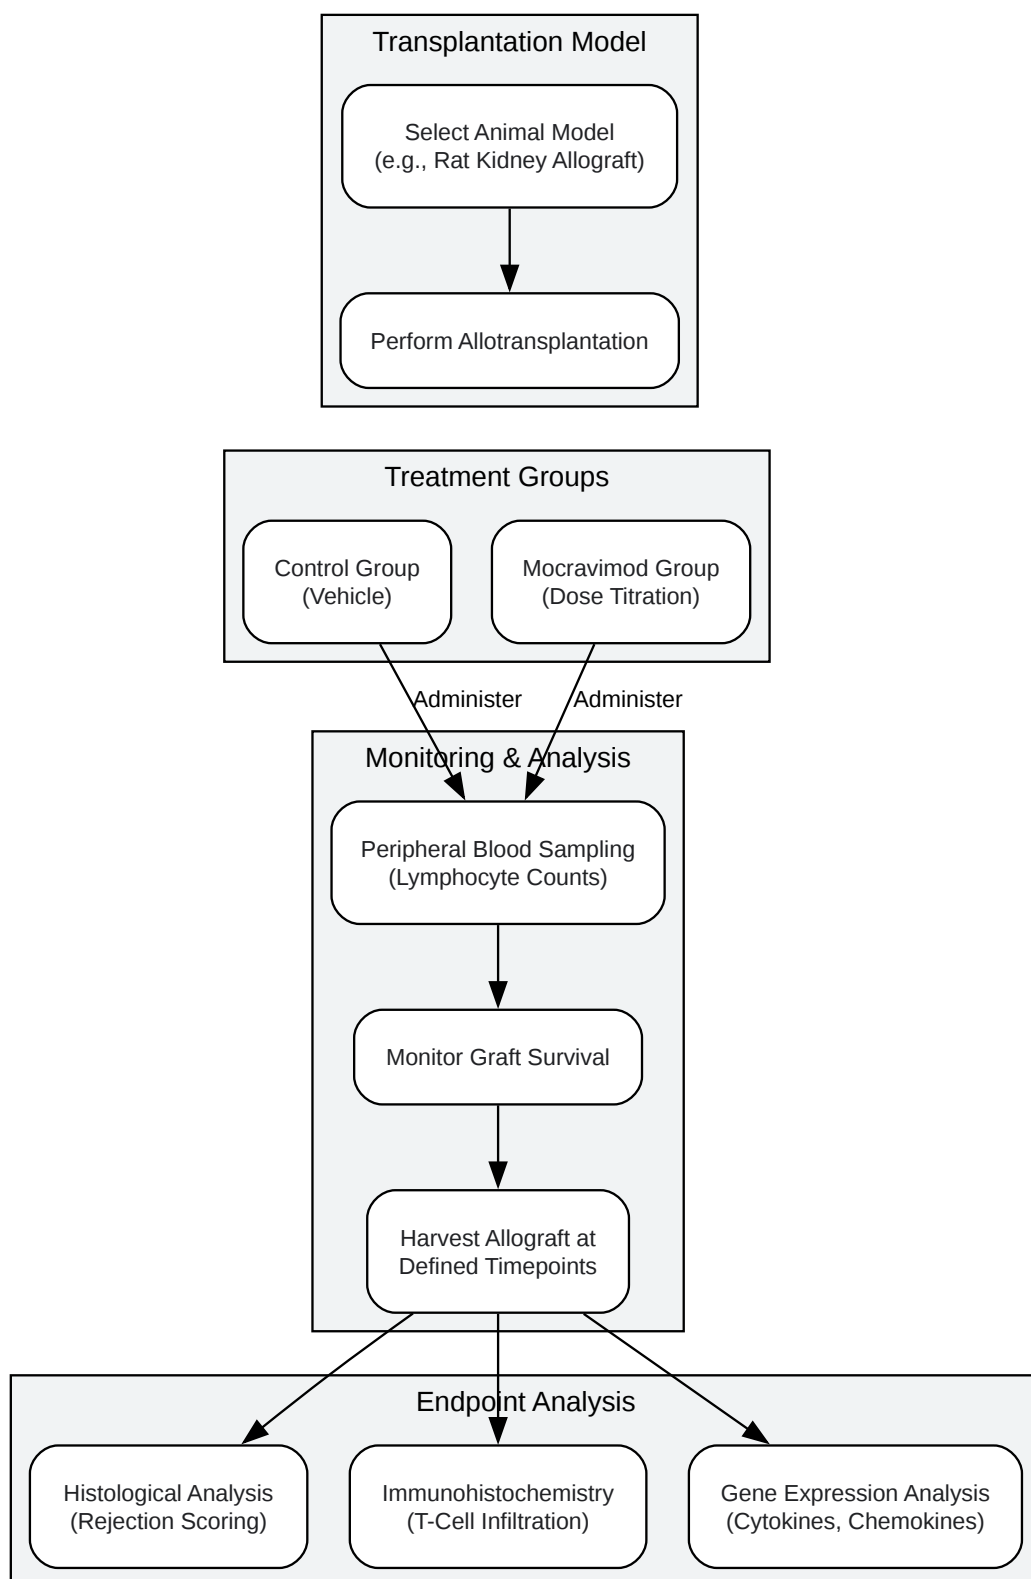 Transplantation Model
Select Animal Model
(e.g., Rat Kidney Allograft)
Perform Allotransplantation
Treatment Groups
Control Group
(Vehicle)
Mocravimod Group
(Dose Titration)
Administer
Administer
Monitoring & Analysis
Peripheral Blood Sampling
(Lymphocyte Counts)
Monitor Graft Survival
Harvest Allograft at
Defined Timepoints
Endpoint Analysis
Histological Analysis
(Rejection Scoring)
Immunohistochemistry
(T-Cell Infiltration)
Gene Expression Analysis
(Cytokines, Chemokines)